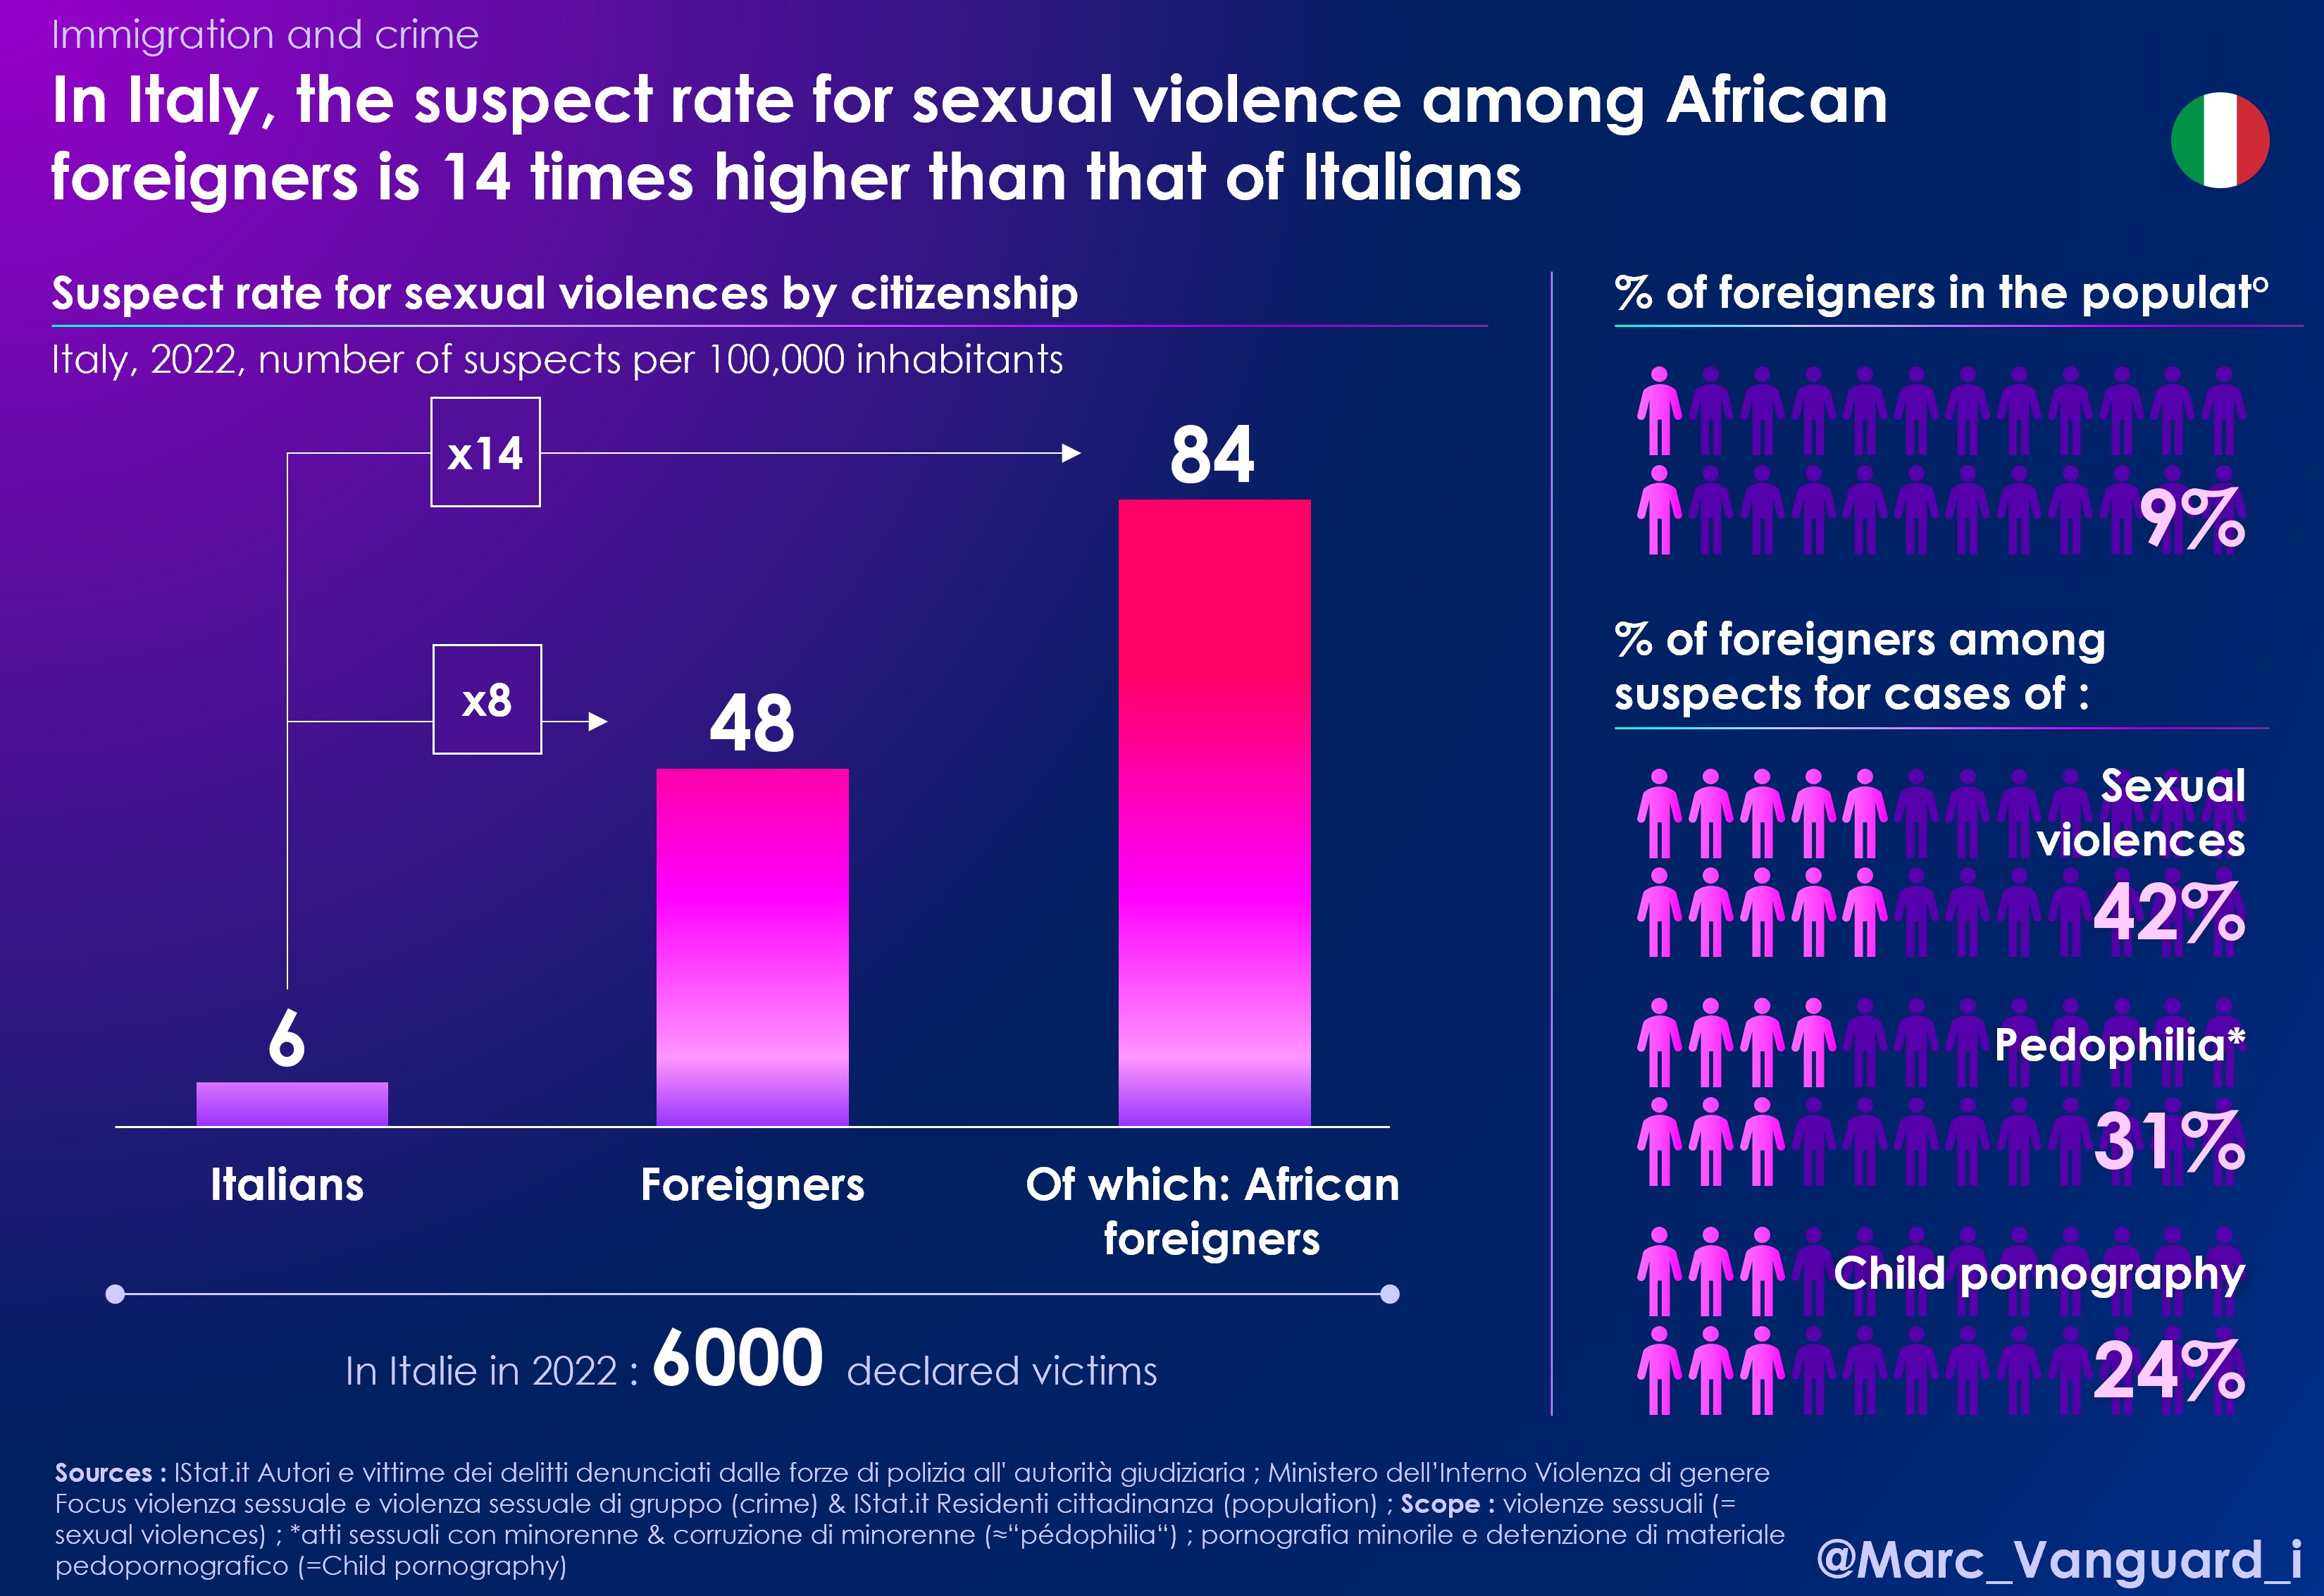 Immigration and crime
In Italy, the suspect rate for sexual violence among African
foreigners is 14 times higher than that of Italians
Suspect rate for sexual violences by citizenship
Italy, 2022, number of suspects per 100,000 inhabitants
x14
84
x8
48
6
Italians
Foreigners
Of which: African
foreigners
In Italie in 2022 : 6000 declared victims
% of foreigners in the populat°
9%
% of foreigners among
suspects for cases of :
Sexual
violences
42%
Pedophilia*
31%
Child pornography
24%
Sources : IStat.it Autori e vittime dei delitti denunciati dalle forze di polizia all' autorità giudiziaria ; Ministero dell’Interno Violenza di genere
Focus violenza sessuale e violenza sessuale di gruppo (crime) & IStat.it Residenti cittadinanza (population) ; Scope : violenze sessuali (=
sexual violences) ; *atti sessuali con minorenne & corruzione di minorenne (≈“pédophilia“) ; pornografia minorile e detenzione di materiale
pedopornografico (=Child pornography)
@Marc_Vanguard_i